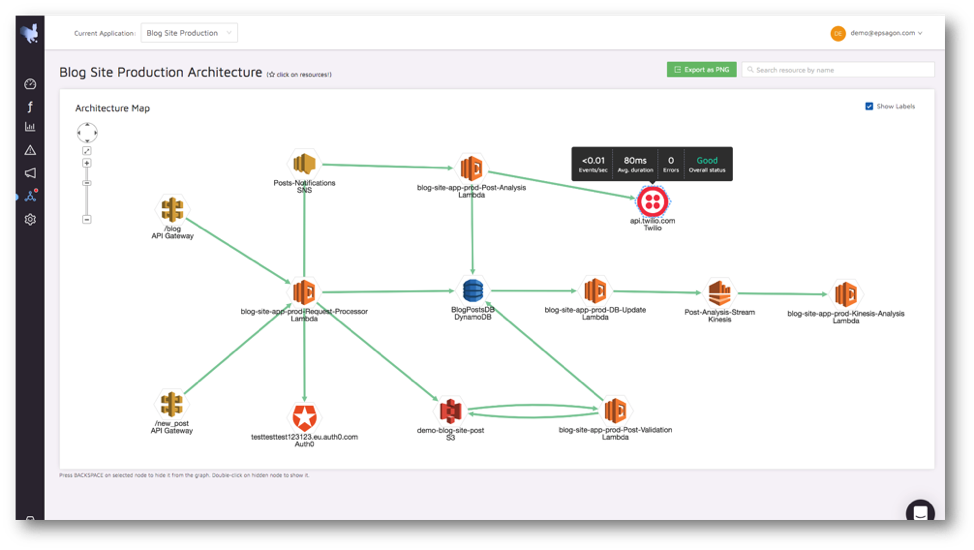 Current Application: Blog Site Production
DE demo@epsagon.com
Blog Site Production Architecture (☆ click on resources!)
Export as PNG
Search resource by name
Architecture Map
Show Labels
<0.01 80ms 0 Good
Events/sec Avg. duration Errors Overall status
Posts-Notifications
SNS
blog-site-app-prod-Post-Analysis
Lambda
api.twilio.com
Twilio
/blog
API Gateway
blog-site-app-prod-Request-Processor
Lambda
BlogPostsDB
DynamoDB
blog-site-app-prod-DB-Update
Lambda
Post-Analysis-Stream
Kinesis
blog-site-app-prod-Kinesis-Analysis
Lambda
/new_post
API Gateway
testtesttest123123.eu.auth0.com
Auth0
demo-blog-site-post
S3
blog-site-app-prod-Post-Validation
Lambda
Press BACKSPACE on selected node to hide it from the graph. Double-click on hidden node to show it.